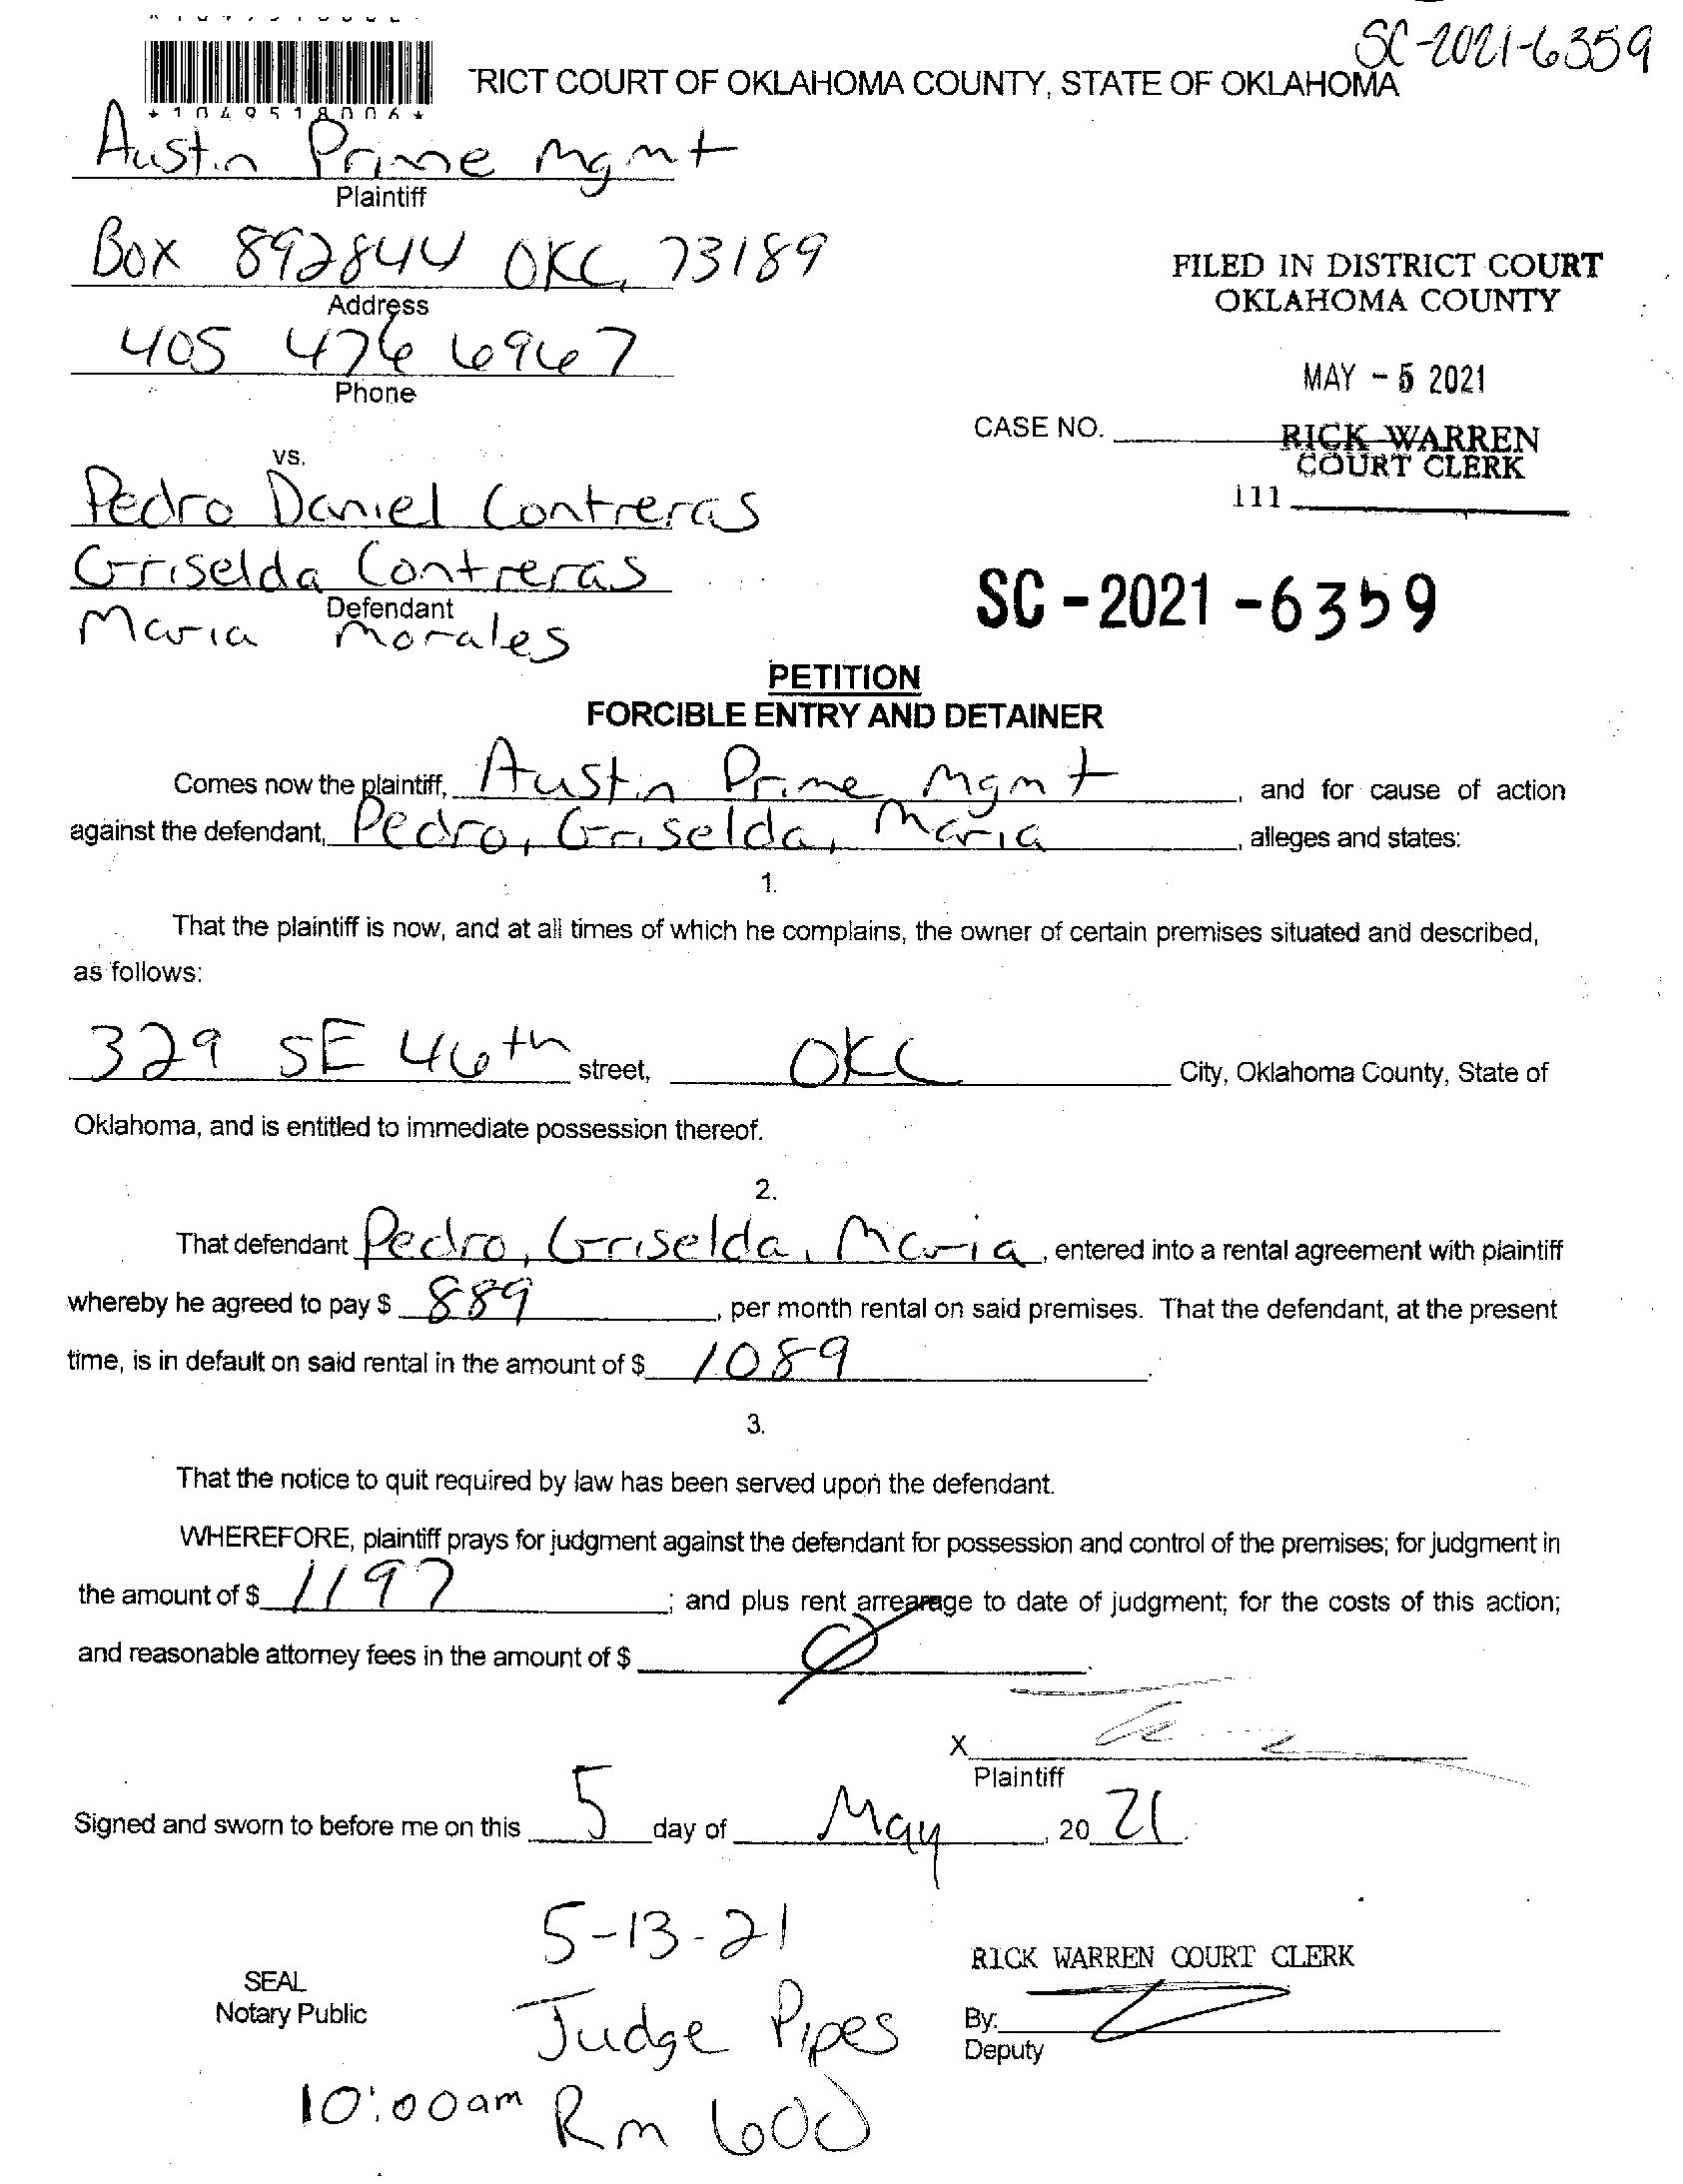 SC-2021-6359
RICT COURT OF OKLAHOMA COUNTY, STATE OF OKLAHOMA
*1049518006*
Austin Prime Mgmt
Plaintiff
Box 892844 OKC, 73189
Address
405 476 6967
Phone
FILED IN DISTRICT COURT
OKLAHOMA COUNTY
MAY - 5 2021
CASE NO.
RICK WARREN
COURT CLERK
111
vs.
Pedro Daniel Contreras
Griselda Contreras
Defendant
Maria Morales
SC - 2021 - 6359
PETITION
FORCIBLE ENTRY AND DETAINER
Comes now the plaintiff, Austin Prime Mgmt, and for cause of action
against the defendant, Pedro, Griselda, Maria, alleges and states:
1.
That the plaintiff is now, and at all times of which he complains, the owner of certain premises situated and described,
as follows:
329 SE 46th street, OKC City, Oklahoma County, State of
Oklahoma, and is entitled to immediate possession thereof.
2.
That defendant Pedro, Griselda, Maria, entered into a rental agreement with plaintiff
whereby he agreed to pay $ 889, per month rental on said premises. That the defendant, at the present
time, is in default on said rental in the amount of $ 1089.
3.
That the notice to quit required by law has been served upon the defendant.
WHEREFORE, plaintiff prays for judgment against the defendant for possession and control of the premises; for judgment in
the amount of $ 1197; and plus rent arrearage to date of judgment; for the costs of this action;
and reasonable attorney fees in the amount of $ Ø.
X
Plaintiff
Signed and sworn to before me on this 5 day of May, 20 21.
5-13-21
RICK WARREN COURT CLERK
SEAL
Notary Public
Judge Pipes
By:
Deputy
10:00am Rm 600